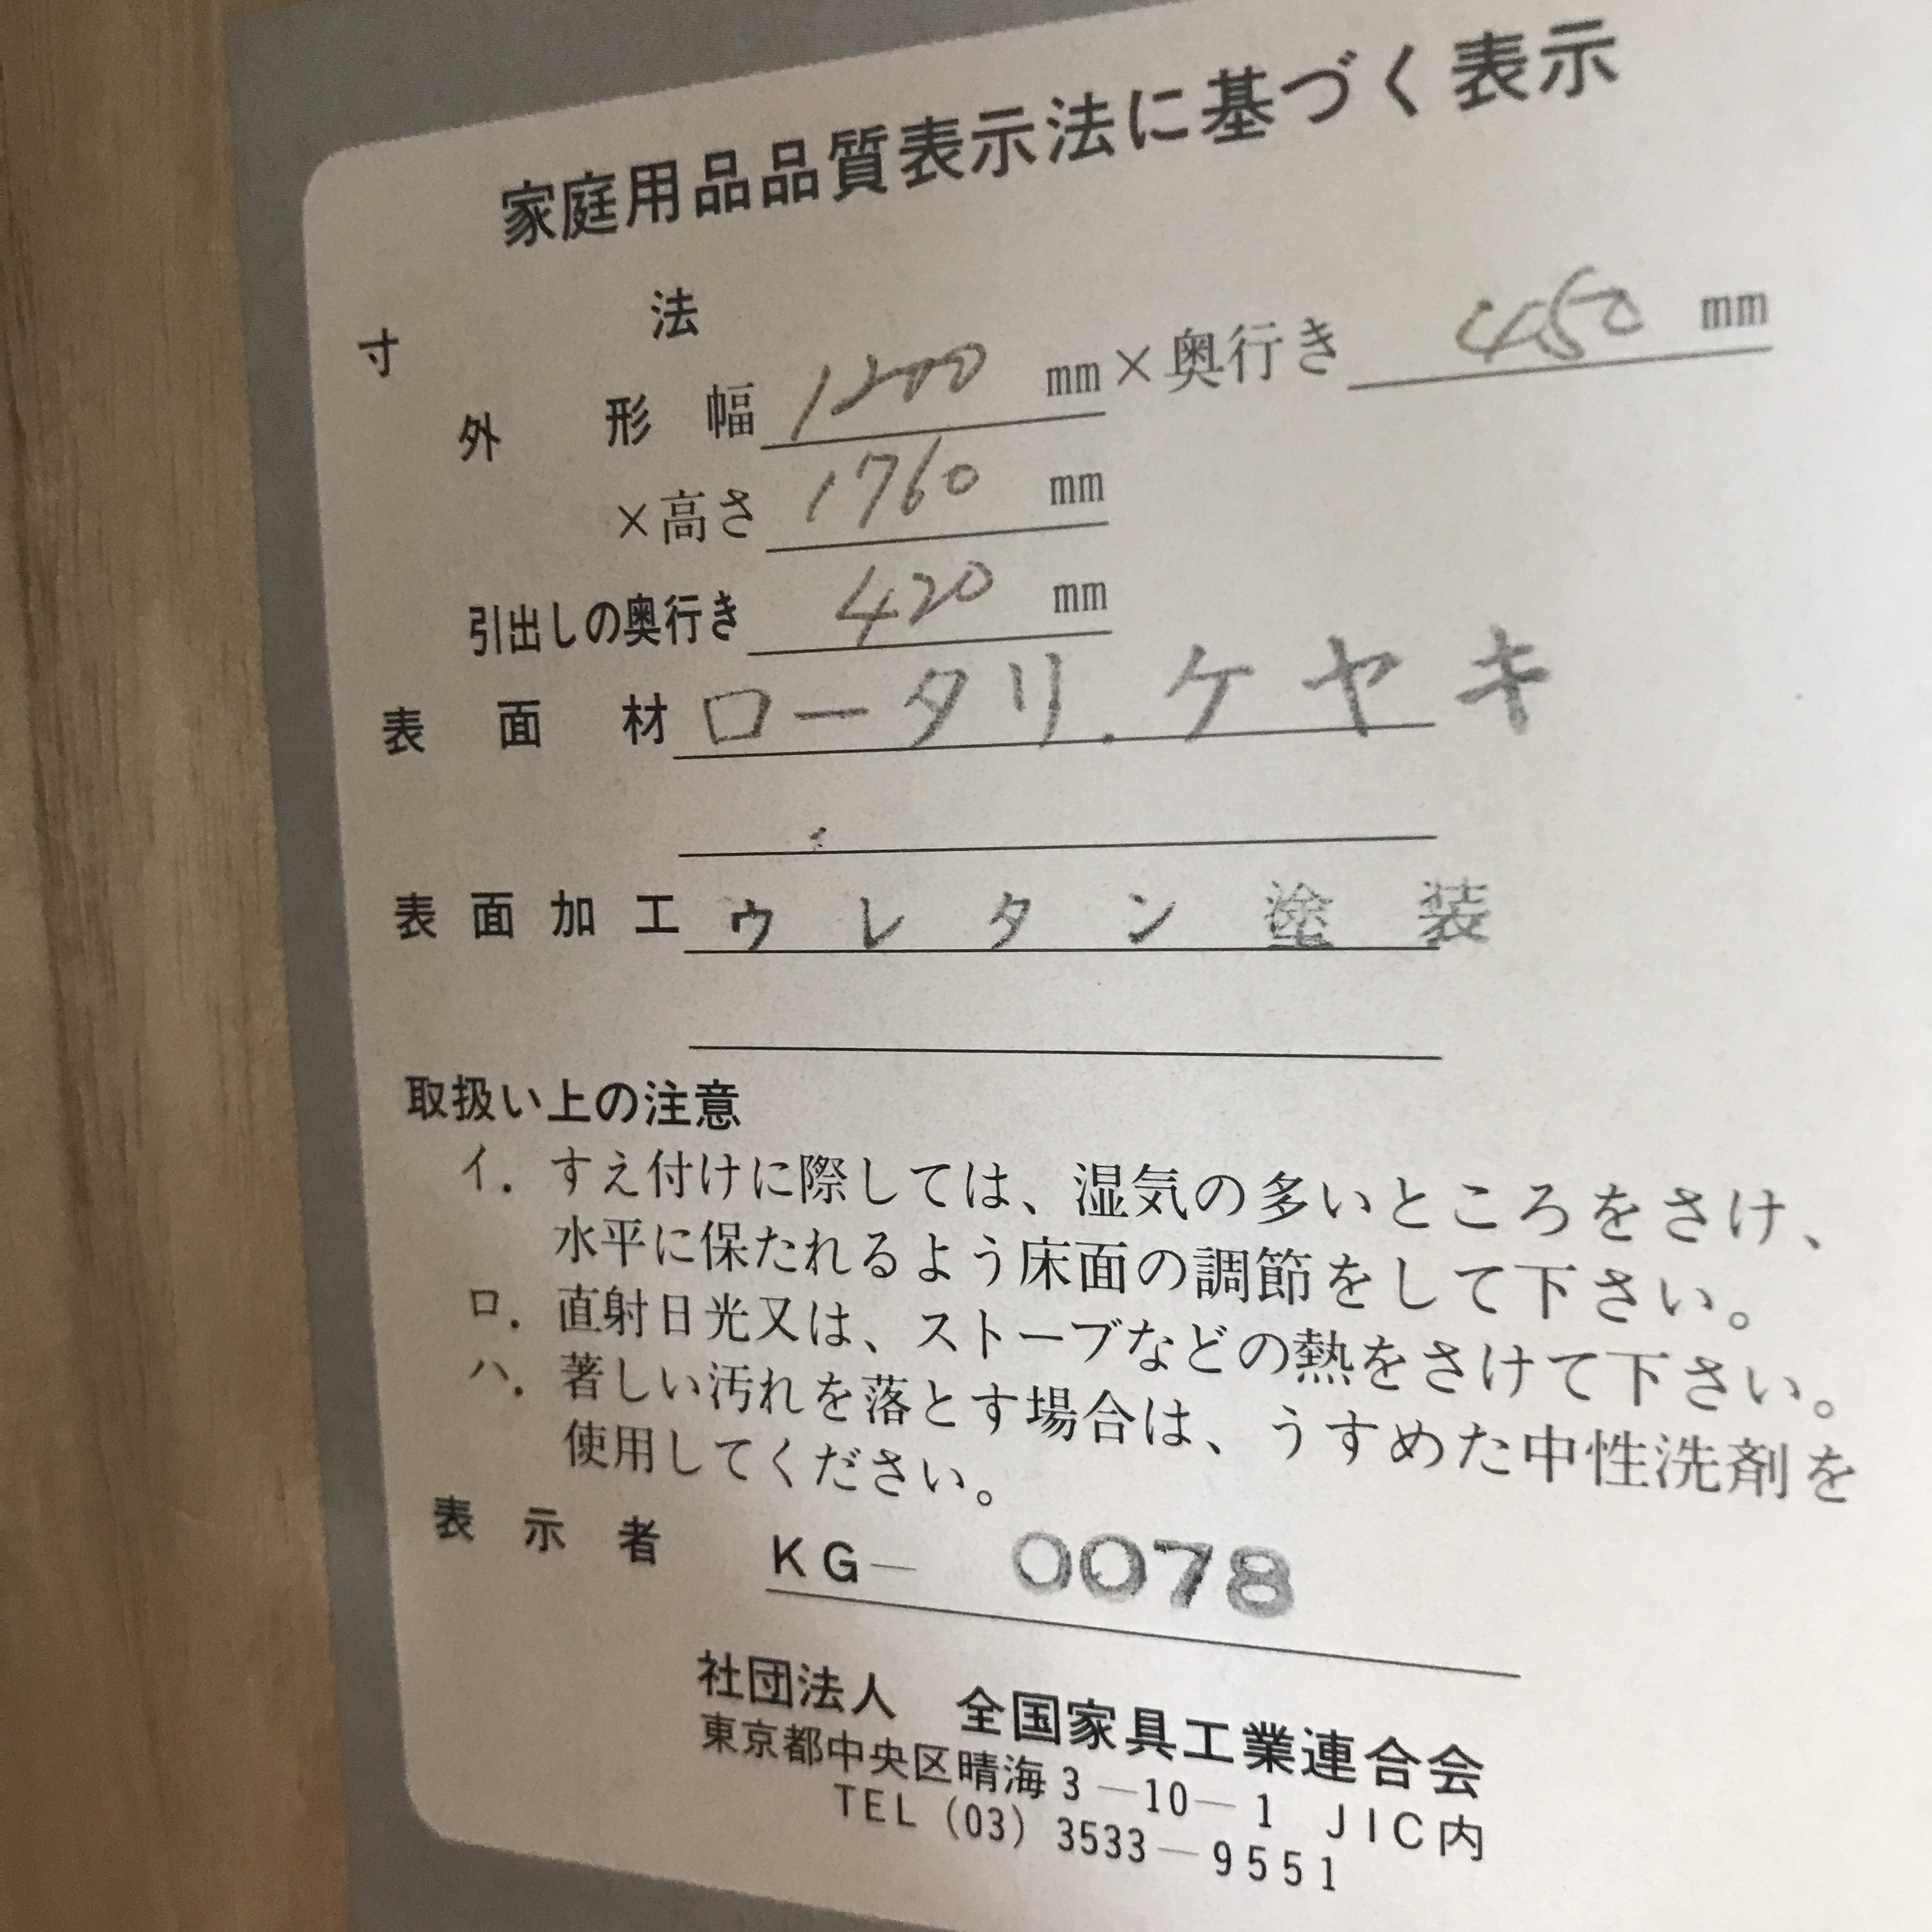 家庭用品品質表示法に基づく表示
寸法
外形幅 1200 mm×奥行き 450 mm
×高さ 1760 mm
引出しの奥行き 420 mm
表面材 ロータリ.ケヤキ
表面加工 ウレタン塗装
取扱い上の注意
イ. すえ付けに際しては、湿気の多いところをさけ、
水平に保たれるよう床面の調節をして下さい。
ロ. 直射日光又は、ストーブなどの熱をさけて下さい。
ハ. 著しい汚れを落とす場合は、うすめた中性洗剤を
使用してください。
表示者 KG― 0078
社団法人 全国家具工業連合会
東京都中央区晴海3―10―1 JIC内
TEL (03) 3533―9551